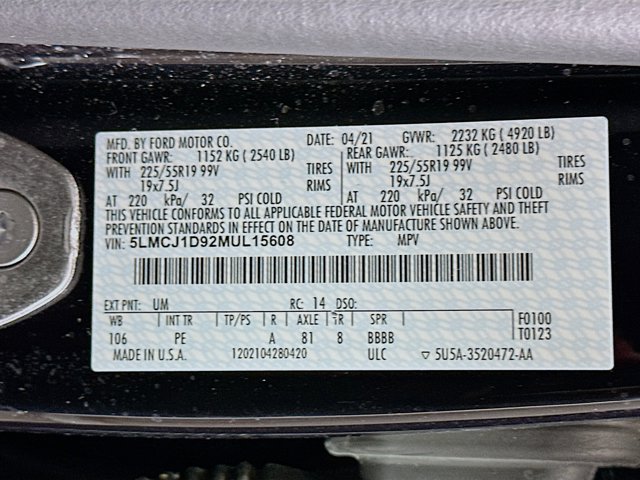 MFD. BY FORD MOTOR CO. DATE: 04/21 GVWR: 2232 KG ( 4920 LB)
FRONT GAWR: 1152 KG ( 2540 LB) REAR GAWR: 1125 KG ( 2480 LB)
WITH 225/55R19 99V TIRES WITH 225/55R19 99V TIRES
19x7.5J RIMS 19x7.5J RIMS
AT 220 kPa/ 32 PSI COLD AT 220 kPa/ 32 PSI COLD
THIS VEHICLE CONFORMS TO ALL APPLICABLE FEDERAL MOTOR VEHICLE SAFETY AND THEFT
PREVENTION STANDARDS IN EFFECT ON THE DATE OF MANUFACTURE SHOWN ABOVE.
VIN: 5LMCJ1D92MUL15608 TYPE: MPV
EXT PNT: UM RC: 14 DSO:
WB INT TR TP/PS R AXLE TR SPR F0100
106 PE A 81 8 BBBB T0123
MADE IN U.S.A. 1202104280420 ULC ▽ 5U5A-3520472-AA